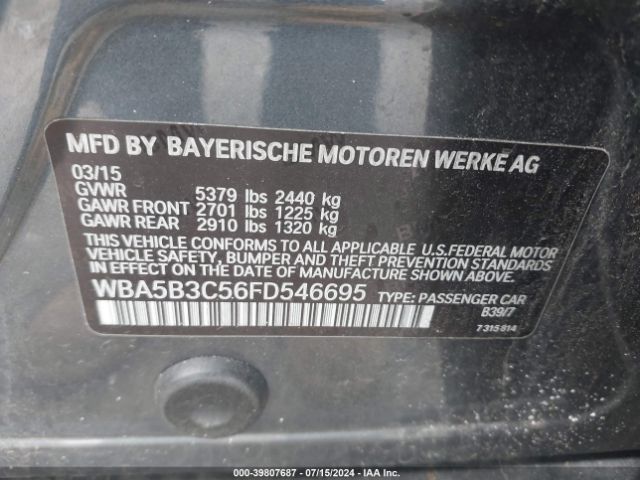 MFD BY BAYERISCHE MOTOREN WERKE AG
03/15
GVWR 5379 lbs 2440 kg
GAWR FRONT 2701 lbs 1225 kg
GAWR REAR 2910 lbs 1320 kg
THIS VEHICLE CONFORMS TO ALL APPLICABLE U.S.FEDERAL MOTOR
VEHICLE SAFETY, BUMPER AND THEFT PREVENTION STANDARDS
IN EFFECT ON THE DATE OF MANUFACTURE SHOWN ABOVE.
WBA5B3C56FD546695 TYPE: PASSENGER CAR
B39/7
7 315 814
000-39807687 - 07/15/2024 - IAA Inc.